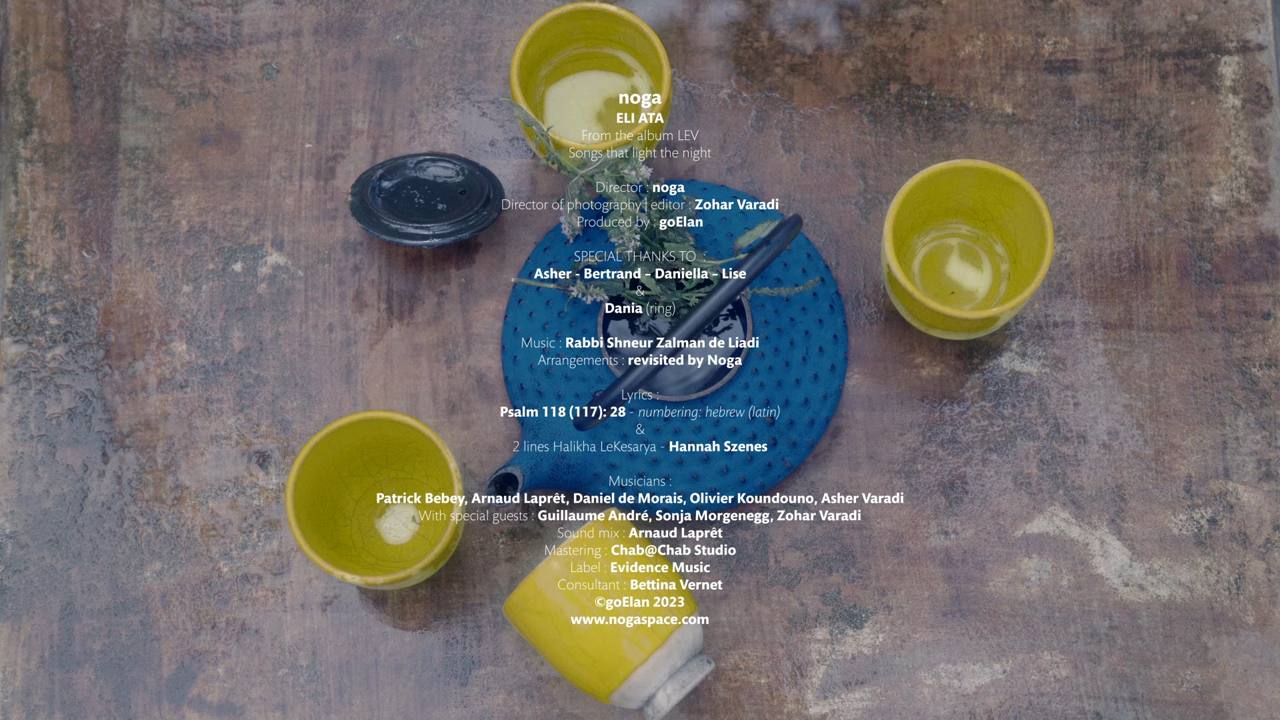 noga
ELI ATA
From the album LEV
Songs that light the night
Director : noga
Director of photography | editor : Zohar Varadi
Produced by : goElan
SPECIAL THANKS TO :
Asher - Bertrand - Daniella - Lise
&
Dania (ring)
Music : Rabbi Shneur Zalman de Liadi
Arrangements : revisited by Noga
Lyrics :
Psalm 118 (117): 28 - numbering: hebrew (latin)
&
2 lines Halikha LeKesarya - Hannah Szenes
Musicians :
Patrick Bebey, Arnaud Laprêt, Daniel de Morais, Olivier Koundouno, Asher Varadi
With special guests : Guillaume André, Sonja Morgenegg, Zohar Varadi
Sound mix : Arnaud Laprêt
Mastering : Chab@Chab Studio
Label : Evidence Music
Consultant : Bettina Vernet
©goElan 2023
www.nogaspace.com